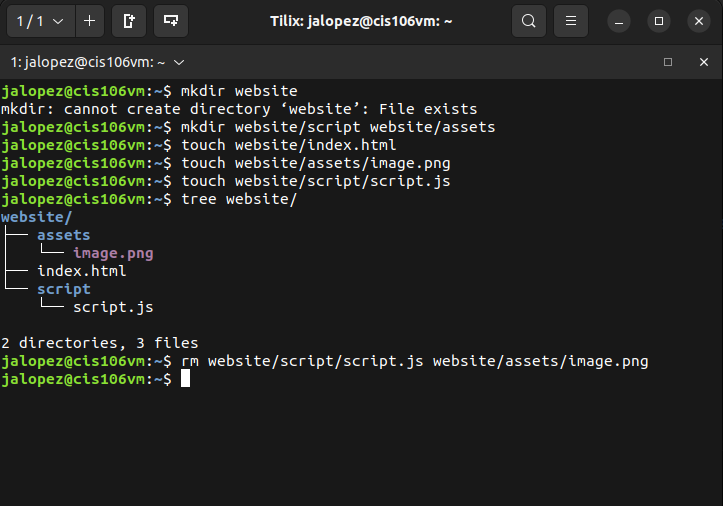 1 / 1
Tilix: jalopez@cis106vm: ~
1: jalopez@cis106vm: ~
jalopez@cis106vm:~$ mkdir website
mkdir: cannot create directory ‘website’: File exists
jalopez@cis106vm:~$ mkdir website/script website/assets
jalopez@cis106vm:~$ touch website/index.html
jalopez@cis106vm:~$ touch website/assets/image.png
jalopez@cis106vm:~$ touch website/script/script.js
jalopez@cis106vm:~$ tree website/
website/
├── assets
│   └── image.png
├── index.html
└── script
    └── script.js
2 directories, 3 files
jalopez@cis106vm:~$ rm website/script/script.js website/assets/image.png
jalopez@cis106vm:~$